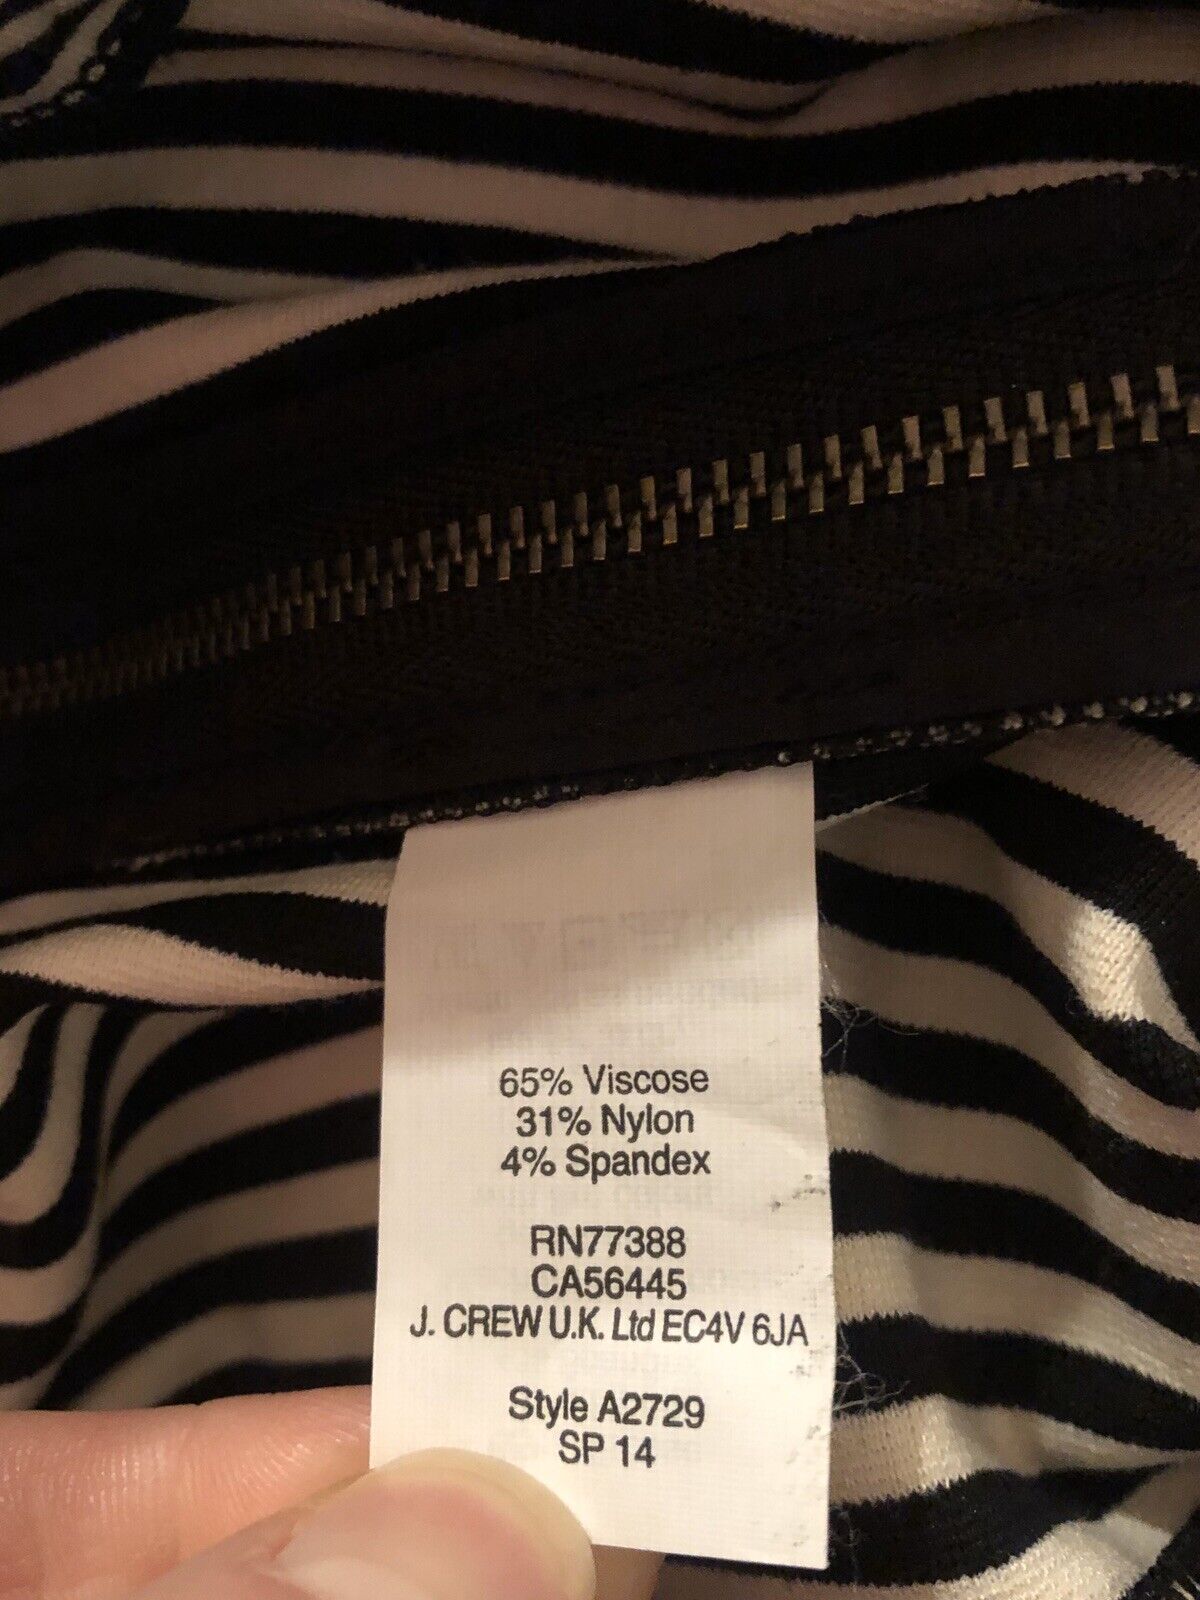 65% Viscose
31% Nylon
4% Spandex
RN77388
CA56445
J. CREW U.K. Ltd EC4V 6JA
Style A2729
SP 14